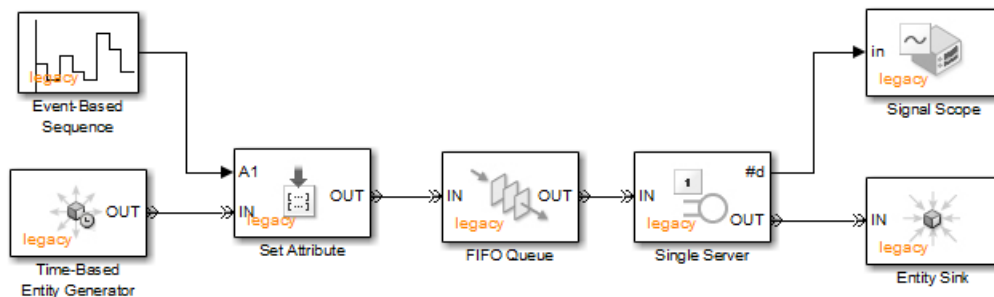 legacy
Event-Based
Sequence
in
legacy
Signal Scope
A1
OUT
IN
legacy
Set Attribute
OUT
legacy
Time-Based
Entity Generator
IN
OUT
legacy
FIFO Queue
1
#d
IN
OUT
legacy
Single Server
IN
legacy
Entity Sink